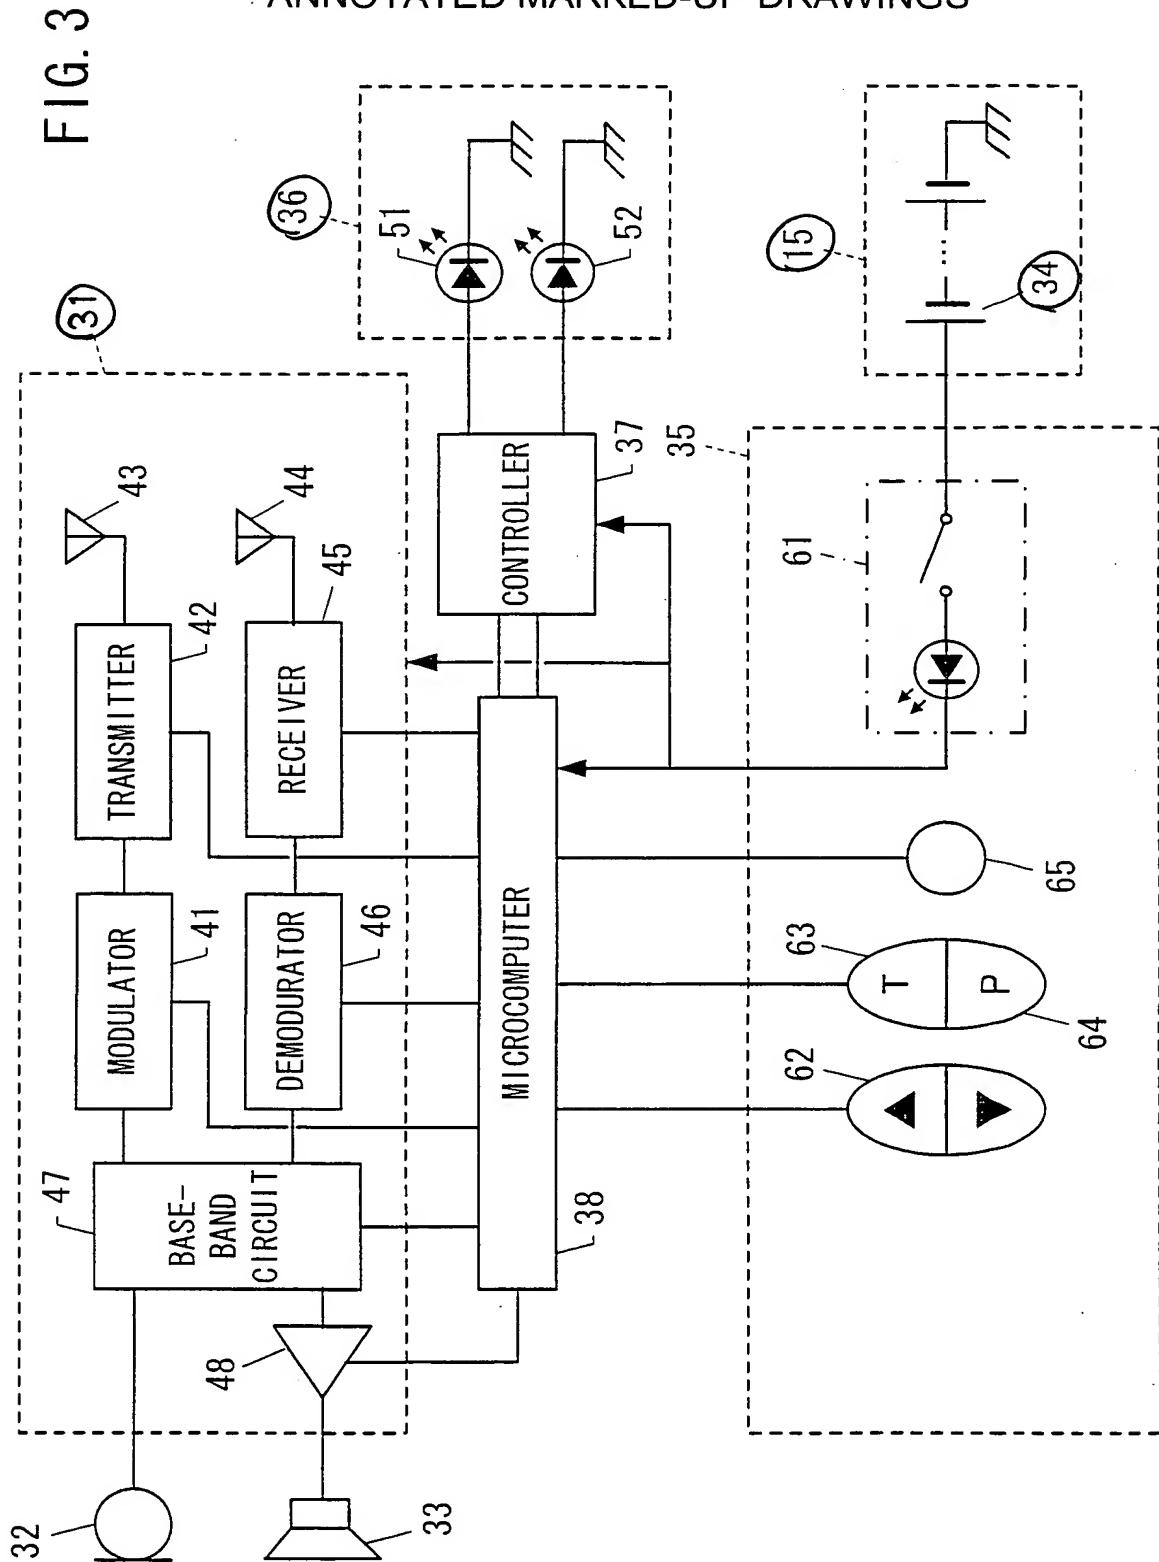 ANNOTATED MARKED-UP DRAWINGS
FIG. 3
31
43
44
42
TRANSMITTER
45
RECEIVER
41
MODULATOR
46
DEMODURATOR
47
BASE-
BAND
CIRCUIT
48
32
33
36
51
52
37
CONTROLLER
38
MICROCOMPUTER
15
34
35
61
65
63
T
P
64
62